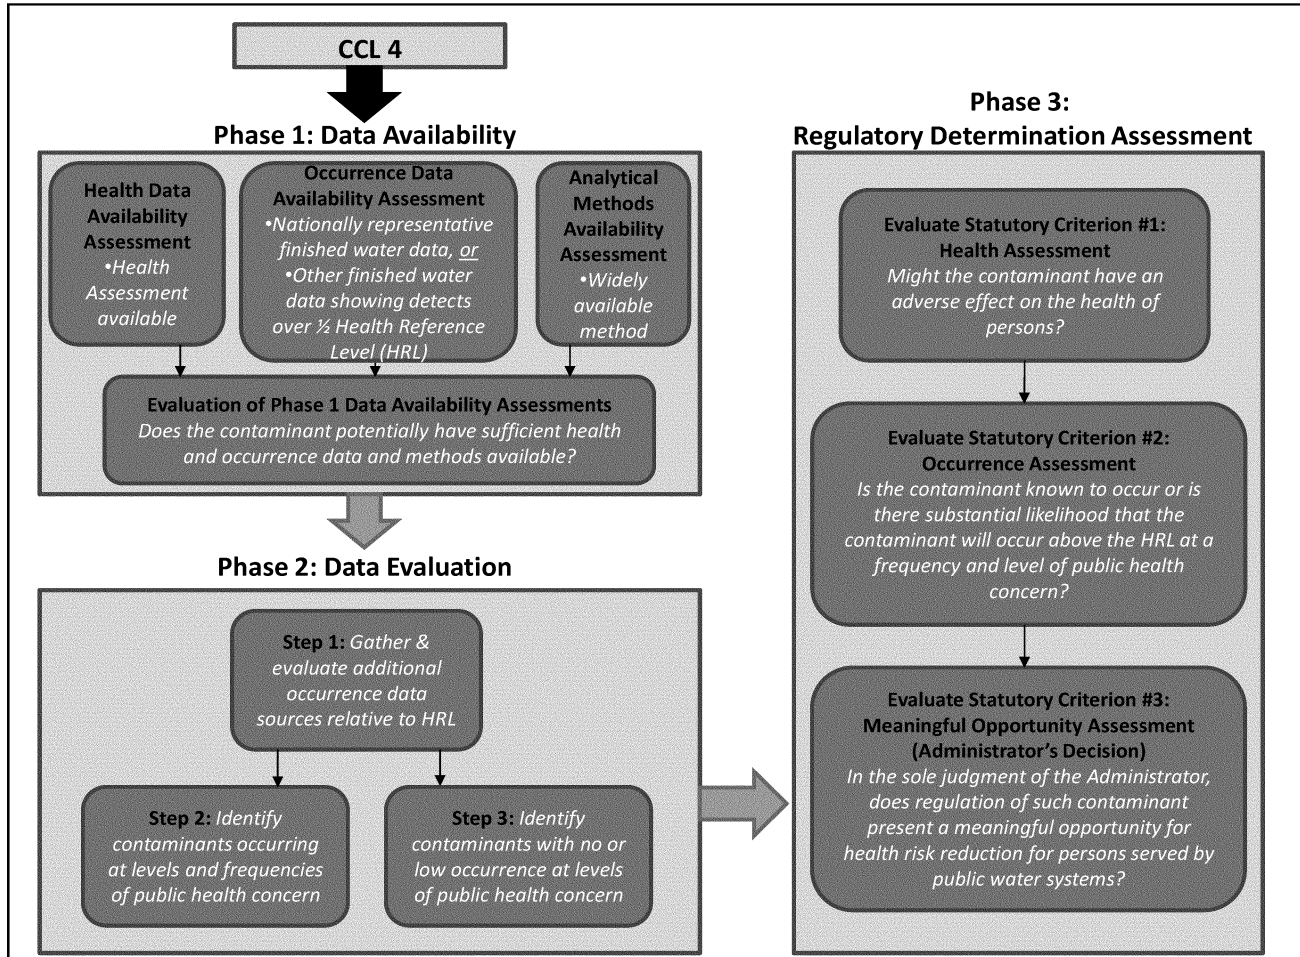 CCL 4
Phase 1: Data Availability
Health Data
Availability
Assessment
•Health
Assessment
available
Occurrence Data
Availability Assessment
•Nationally representative
finished water data, or
•Other finished water
data showing detects
over ½ Health Reference
Level (HRL)
Analytical
Methods
Availability
Assessment
•Widely
available
method
Evaluation of Phase 1 Data Availability Assessments
Does the contaminant potentially have sufficient health
and occurrence data and methods available?
Phase 2: Data Evaluation
Step 1: Gather &
evaluate additional
occurrence data
sources relative to HRL
Step 2: Identify
contaminants occurring
at levels and frequencies
of public health concern
Step 3: Identify
contaminants with no or
low occurrence at levels
of public health concern
Phase 3:
Regulatory Determination Assessment
Evaluate Statutory Criterion #1:
Health Assessment
Might the contaminant have an
adverse effect on the health of
persons?
Evaluate Statutory Criterion #2:
Occurrence Assessment
Is the contaminant known to occur or is
there substantial likelihood that the
contaminant will occur above the HRL at a
frequency and level of public health
concern?
Evaluate Statutory Criterion #3:
Meaningful Opportunity Assessment
(Administrator's Decision)
In the sole judgment of the Administrator,
does regulation of such contaminant
present a meaningful opportunity for
health risk reduction for persons served by
public water systems?